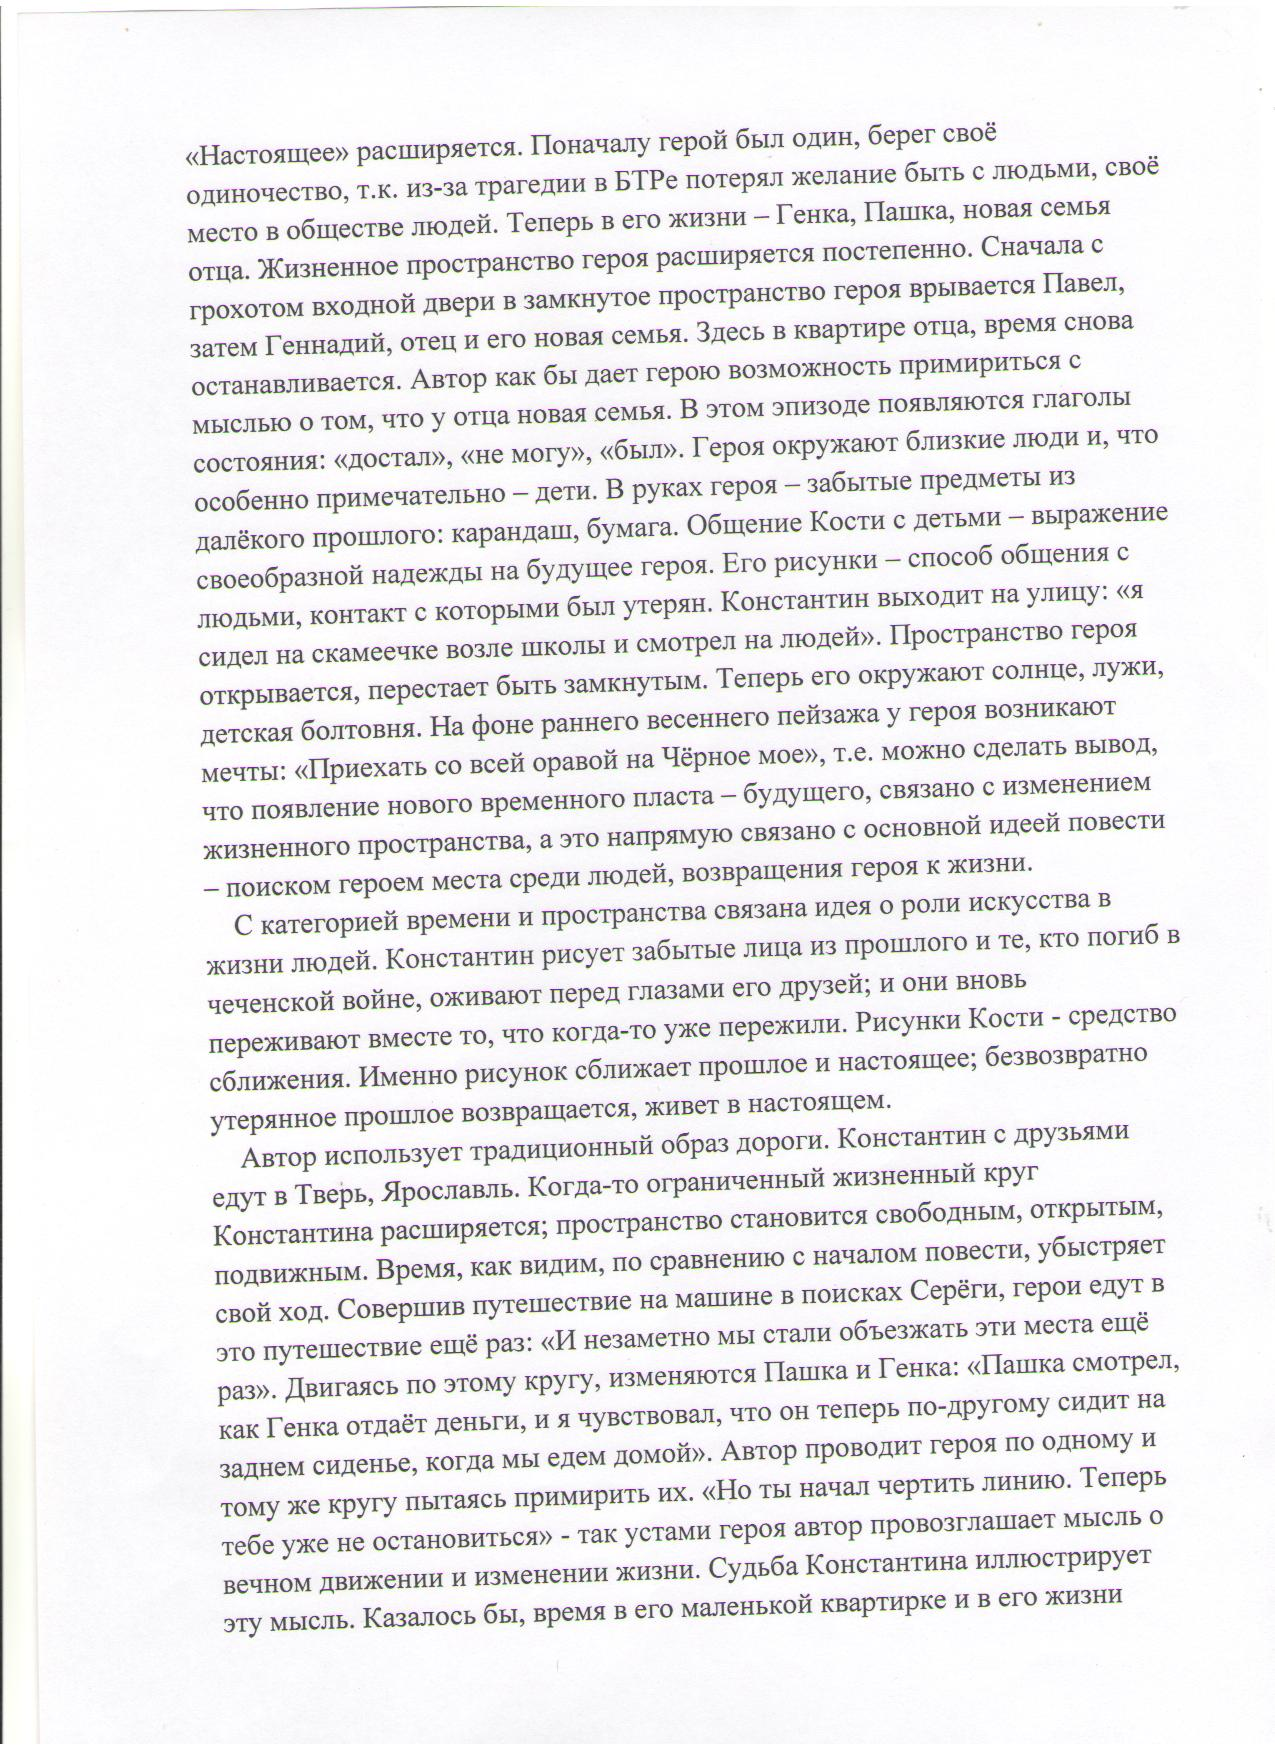 «Настоящее» расширяется. Поначалу герой был один, берег своё
одиночество, т.к. из-за трагедии в БТРе потерял желание быть с людьми, своё
место в обществе людей. Теперь в его жизни – Генка, Пашка, новая семья
отца. Жизненное пространство героя расширяется постепенно. Сначала с
грохотом входной двери в замкнутое пространство героя врывается Павел,
затем Геннадий, отец и его новая семья. Здесь в квартире отца, время снова
останавливается. Автор как бы дает герою возможность примириться с
мыслью о том, что у отца новая семья. В этом эпизоде появляются глаголы
состояния: «достал», «не могу», «был». Героя окружают близкие люди и, что
особенно примечательно – дети. В руках героя – забытые предметы из
далёкого прошлого: карандаш, бумага. Общение Кости с детьми – выражение
своеобразной надежды на будущее героя. Его рисунки – способ общения с
людьми, контакт с которыми был утерян. Константин выходит на улицу: «я
сидел на скамеечке возле школы и смотрел на людей». Пространство героя
открывается, перестает быть замкнутым. Теперь его окружают солнце, лужи,
детская болтовня. На фоне раннего весеннего пейзажа у героя возникают
мечты: «Приехать со всей оравой на Чёрное мое», т.е. можно сделать вывод,
что появление нового временного пласта – будущего, связано с изменением
жизненного пространства, а это напрямую связано с основной идеей повести
– поиском героем места среди людей, возвращения героя к жизни.
С категорией времени и пространства связана идея о роли искусства в
жизни людей. Константин рисует забытые лица из прошлого и те, кто погиб в
чеченской войне, оживают перед глазами его друзей; и они вновь
переживают вместе то, что когда-то уже пережили. Рисунки Кости - средство
сближения. Именно рисунок сближает прошлое и настоящее; безвозвратно
утерянное прошлое возвращается, живет в настоящем.
Автор использует традиционный образ дороги. Константин с друзьями
едут в Тверь, Ярославль. Когда-то ограниченный жизненный круг
Константина расширяется; пространство становится свободным, открытым,
подвижным. Время, как видим, по сравнению с началом повести, убыстряет
свой ход. Совершив путешествие на машине в поисках Серёги, герои едут в
это путешествие ещё раз: «И незаметно мы стали объезжать эти места ещё
раз». Двигаясь по этому кругу, изменяются Пашка и Генка: «Пашка смотрел,
как Генка отдаёт деньги, и я чувствовал, что он теперь по-другому сидит на
заднем сиденье, когда мы едем домой». Автор проводит героя по одному и
тому же кругу пытаясь примирить их. «Но ты начал чертить линию. Теперь
тебе уже не остановиться» - так устами героя автор провозглашает мысль о
вечном движении и изменении жизни. Судьба Константина иллюстрирует
эту мысль. Казалось бы, время в его маленькой квартирке и в его жизни